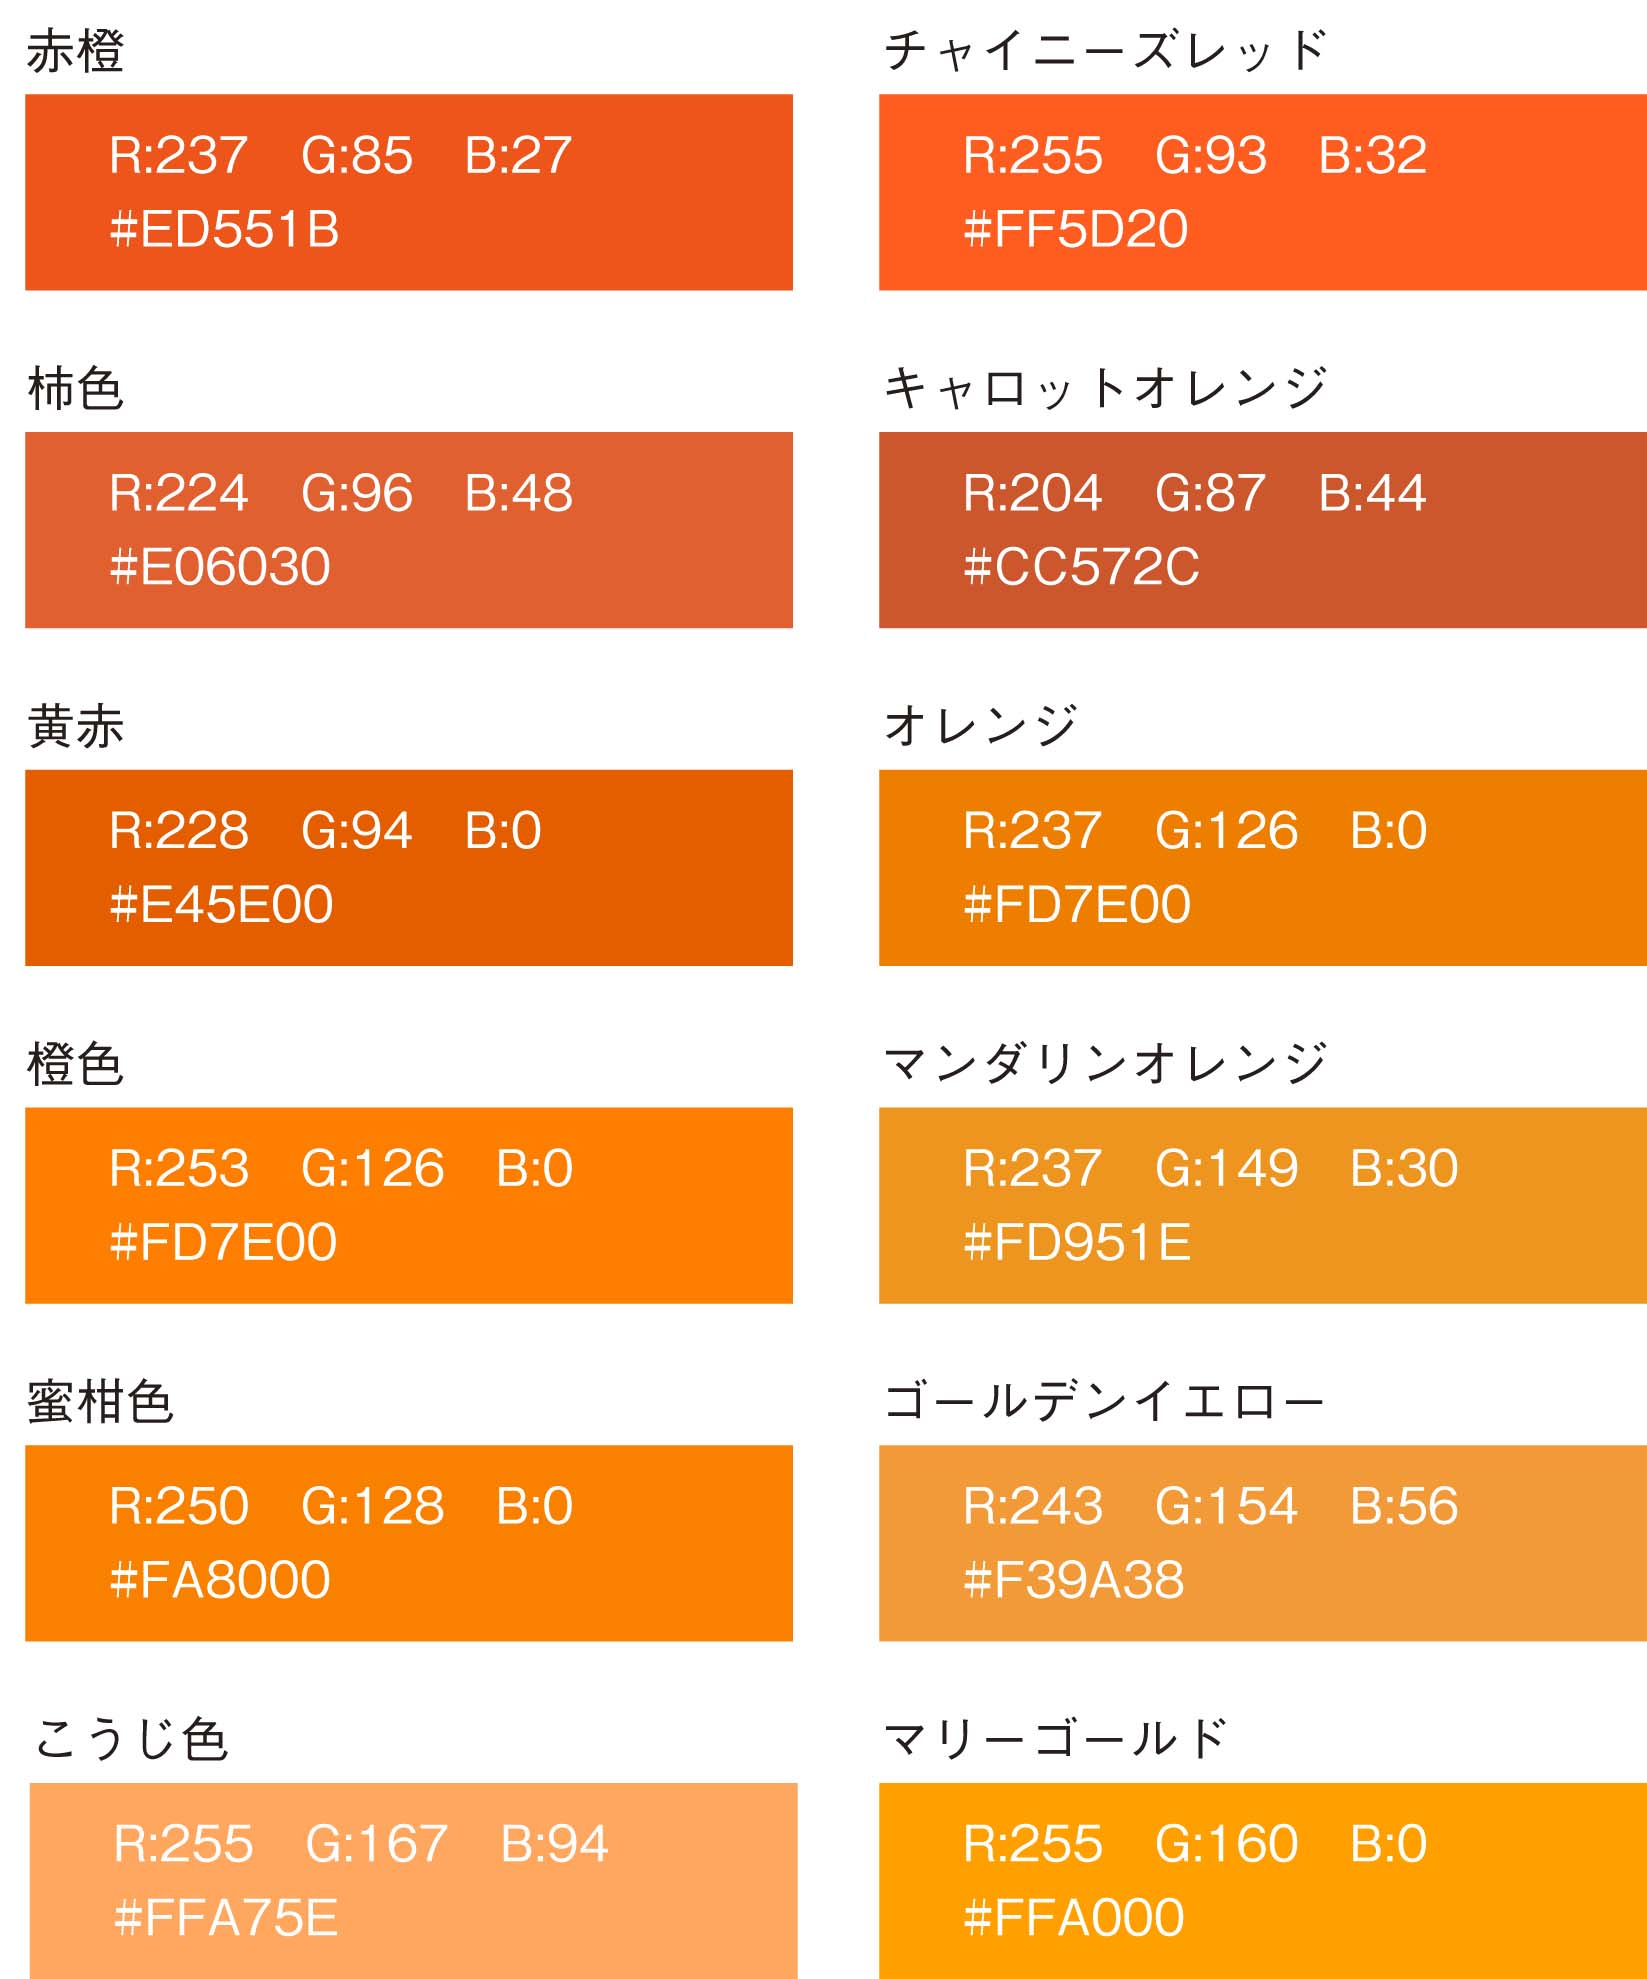 赤橙
R:237 G:85 B:27
#ED551B
チャイニーズレッド
R:255 G:93 B:32
#FF5D20
柿色
R:224 G:96 B:48
#E06030
キャロットオレンジ
R:204 G:87 B:44
#CC572C
黄赤
R:228 G:94 B:0
#E45E00
オレンジ
R:237 G:126 B:0
#FD7E00
橙色
R:253 G:126 B:0
#FD7E00
マンダリンオレンジ
R:237 G:149 B:30
#FD951E
蜜柑色
R:250 G:128 B:0
#FA8000
ゴールデンイエロー
R:243 G:154 B:56
#F39A38
こうじ色
R:255 G:167 B:94
#FFA75E
マリーゴールド
R:255 G:160 B:0
#FFA000